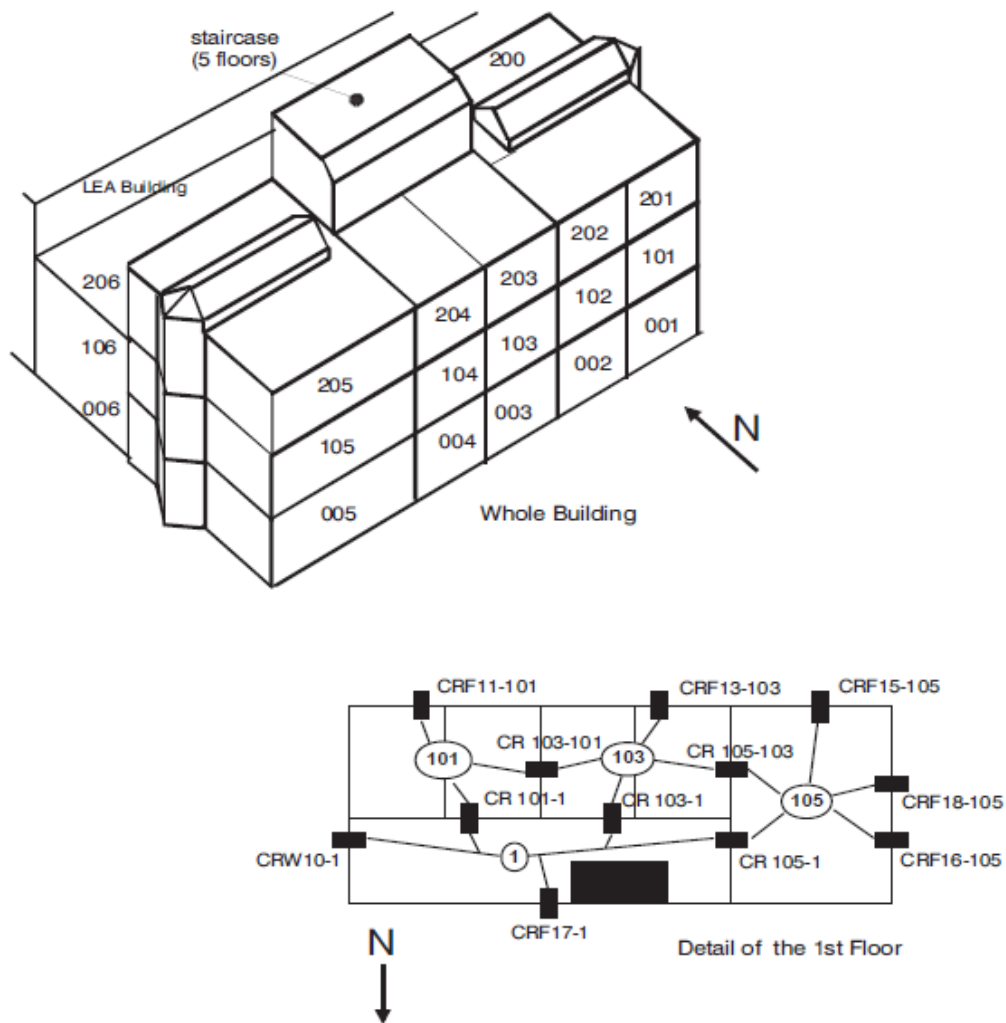 staircase
(5 floors)
200
LEA Building
201
202
206
203
101
204
102
106
103
001
205
104
002
006
003
105
004
N
005
Whole Building
CRF11-101
CRF13-103
CRF15-105
CR 103-101
CR 105-103
101
103
105
CR 101-1
CR 103-1
CRF18-105
CRW10-1
1
CR 105-1
CRF16-105
CRF17-1
N
Detail of the 1st Floor